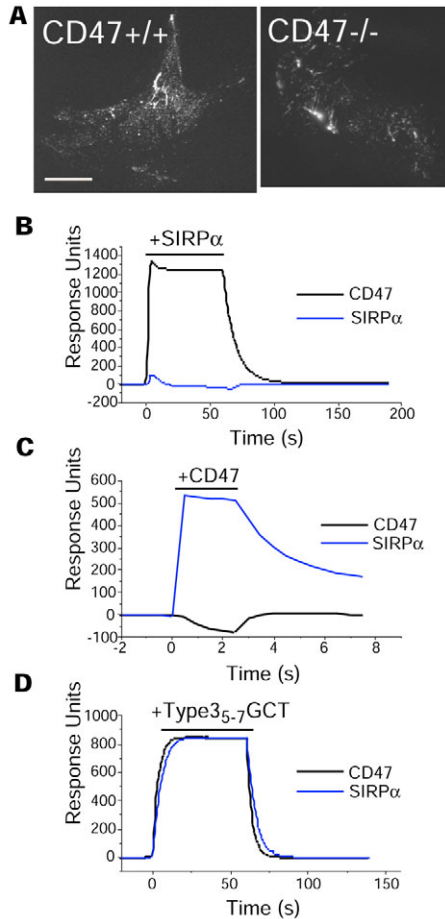 A
CD47+/+
CD47-/-
B
+SIRPα
Response Units
1400
1200
1000
800
600
400
200
0
-200
0
50
100
150
200
Time (s)
CD47
SIRPα
C
+CD47
Response Units
600
500
400
300
200
100
0
-100
-2
0
2
4
6
8
Time (s)
CD47
SIRPα
D
+Type3₅₋₇GCT
Response Units
1000
800
600
400
200
0
0
50
100
150
Time (s)
CD47
SIRPα